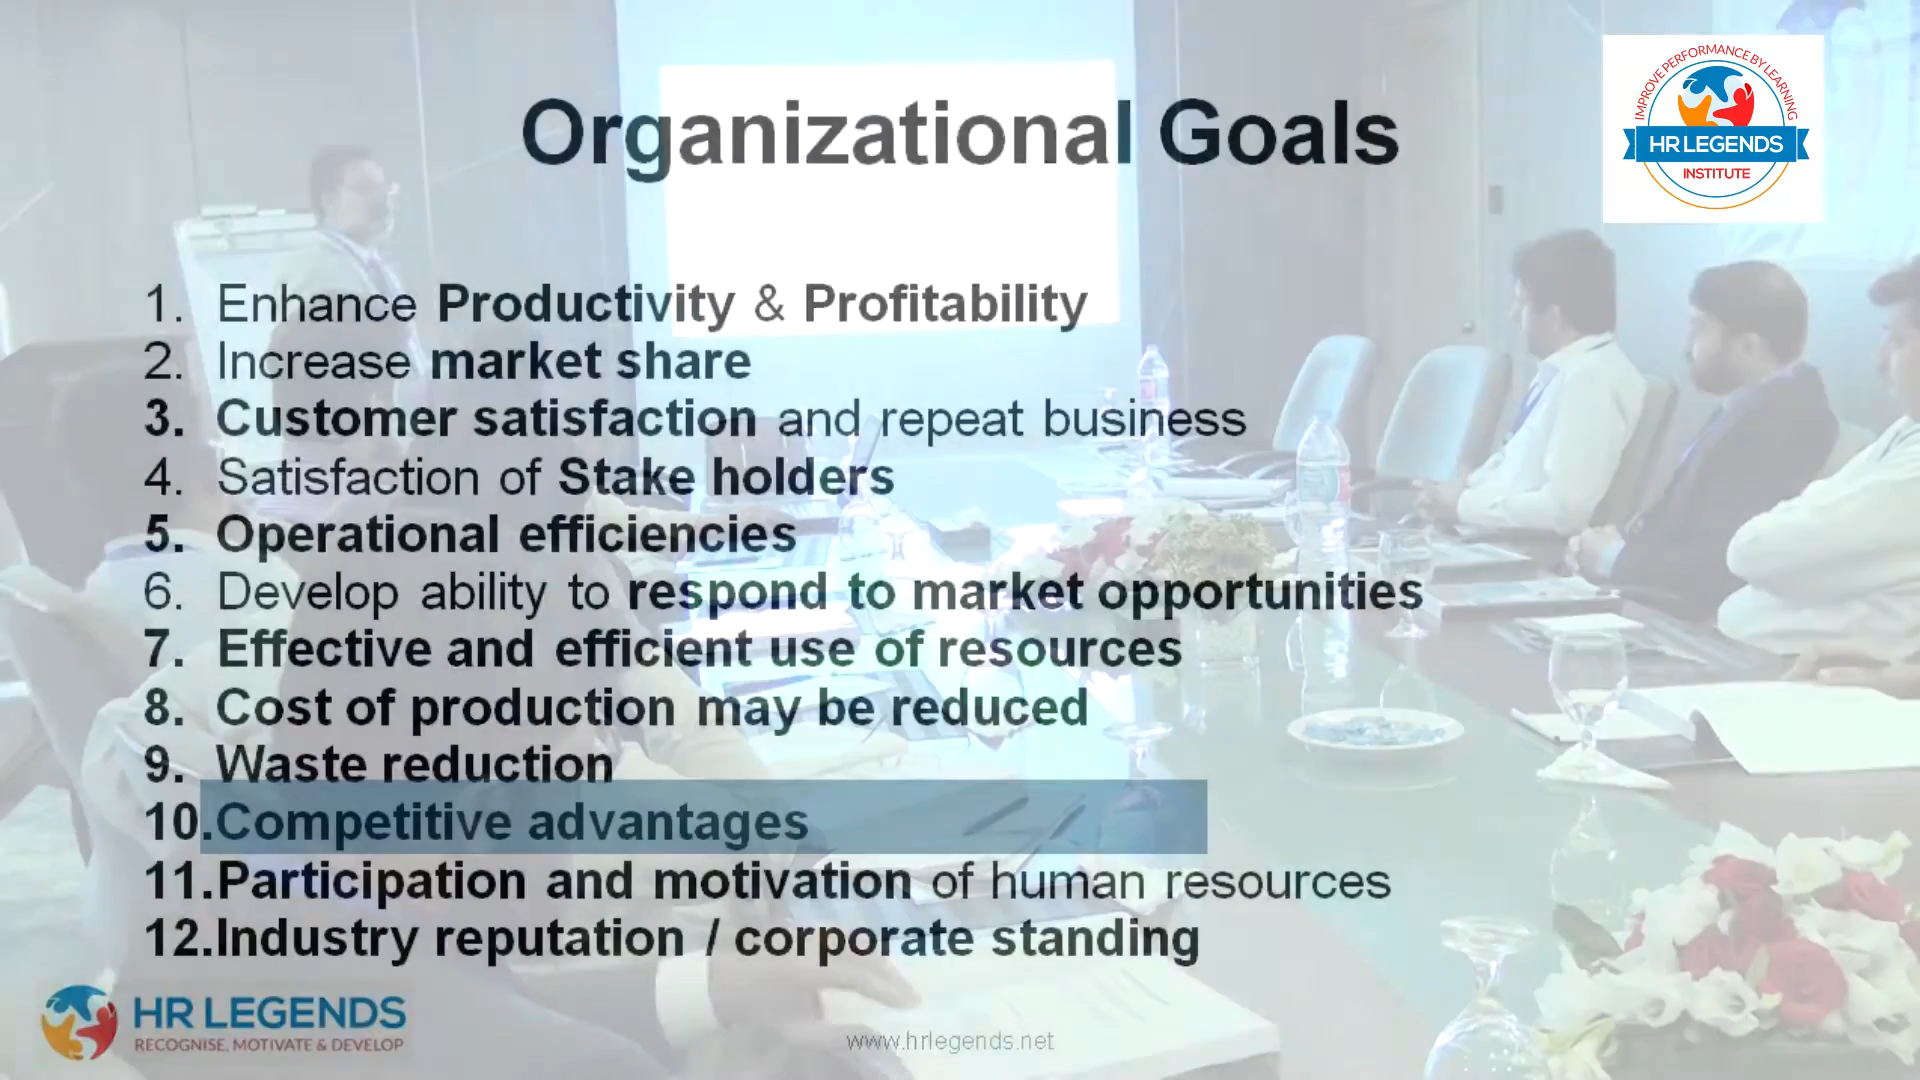 Organizational Goals
IMPROVE PERFORMANCE BY LEARNING
HR LEGENDS
INSTITUTE
1. Enhance Productivity & Profitability
2. Increase market share
3. Customer satisfaction and repeat business
4. Satisfaction of Stake holders
5. Operational efficiencies
6. Develop ability to respond to market opportunities
7. Effective and efficient use of resources
8. Cost of production may be reduced
9. Waste reduction
10.Competitive advantages
11.Participation and motivation of human resources
12.Industry reputation / corporate standing
HR LEGENDS
RECOGNISE, MOTIVATE & DEVELOP
www.hrlegends.net